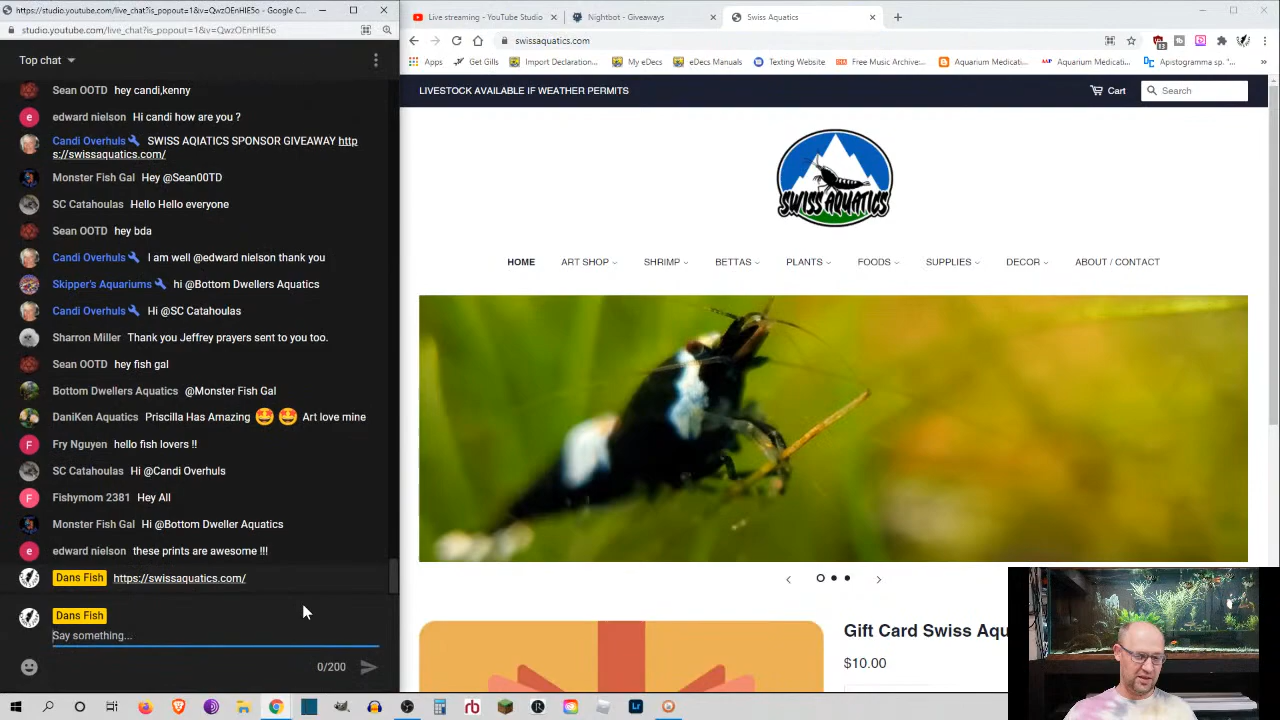 https://studio.youtube.com/live_chat?is_popout=1&v=QwzOEnHIE5o - Google C...
studio.youtube.com/live_chat?is_popout=1&v=QwzOEnHIE5o
Top chat
Sean OOTD hey candi,kenny
edward nielson Hi candi how are you ?
Candi Overhuls SWISS AQIATICS SPONSOR GIVEAWAY http
s://swissaquatics.com/
Monster Fish Gal Hey @Sean00TD
SC Catahoulas Hello Hello everyone
Sean OOTD hey bda
Candi Overhuls I am well @edward nielson thank you
Skipper's Aquariums hi @Bottom Dwellers Aquatics
Candi Overhuls Hi @SC Catahoulas
Sharron Miller Thank you Jeffrey prayers sent to you too.
Sean OOTD hey fish gal
Bottom Dwellers Aquatics @Monster Fish Gal
DaniKen Aquatics Priscilla Has Amazing 🤩 🤩 Art love mine
F Fry Nguyen hello fish lovers !!
SC Catahoulas Hi @Candi Overhuls
F Fishymom 2381 Hey All
Monster Fish Gal Hi @Bottom Dweller Aquatics
e edward nielson these prints are awesome !!!
Dans Fish https://swissaquatics.com/
Dans Fish
Say something...
0/200
Live streaming - YouTube Studio
Nightbot - Giveaways
Swiss Aquatics
swissaquatics.com
Apps
Get Gills
Import Declaration...
My eDecs
eDecs Manuals
Texting Website
Free Music Archive:...
Aquarium Medicati...
Aquarium Medicati...
Apistogramma sp. "...
LIVESTOCK AVAILABLE IF WEATHER PERMITS
Cart
Search
SWISS AQUATICS
HOME
ART SHOP
SHRIMP
BETTAS
PLANTS
FOODS
SUPPLIES
DECOR
ABOUT / CONTACT
Gift Card Swiss Aqu
$10.00